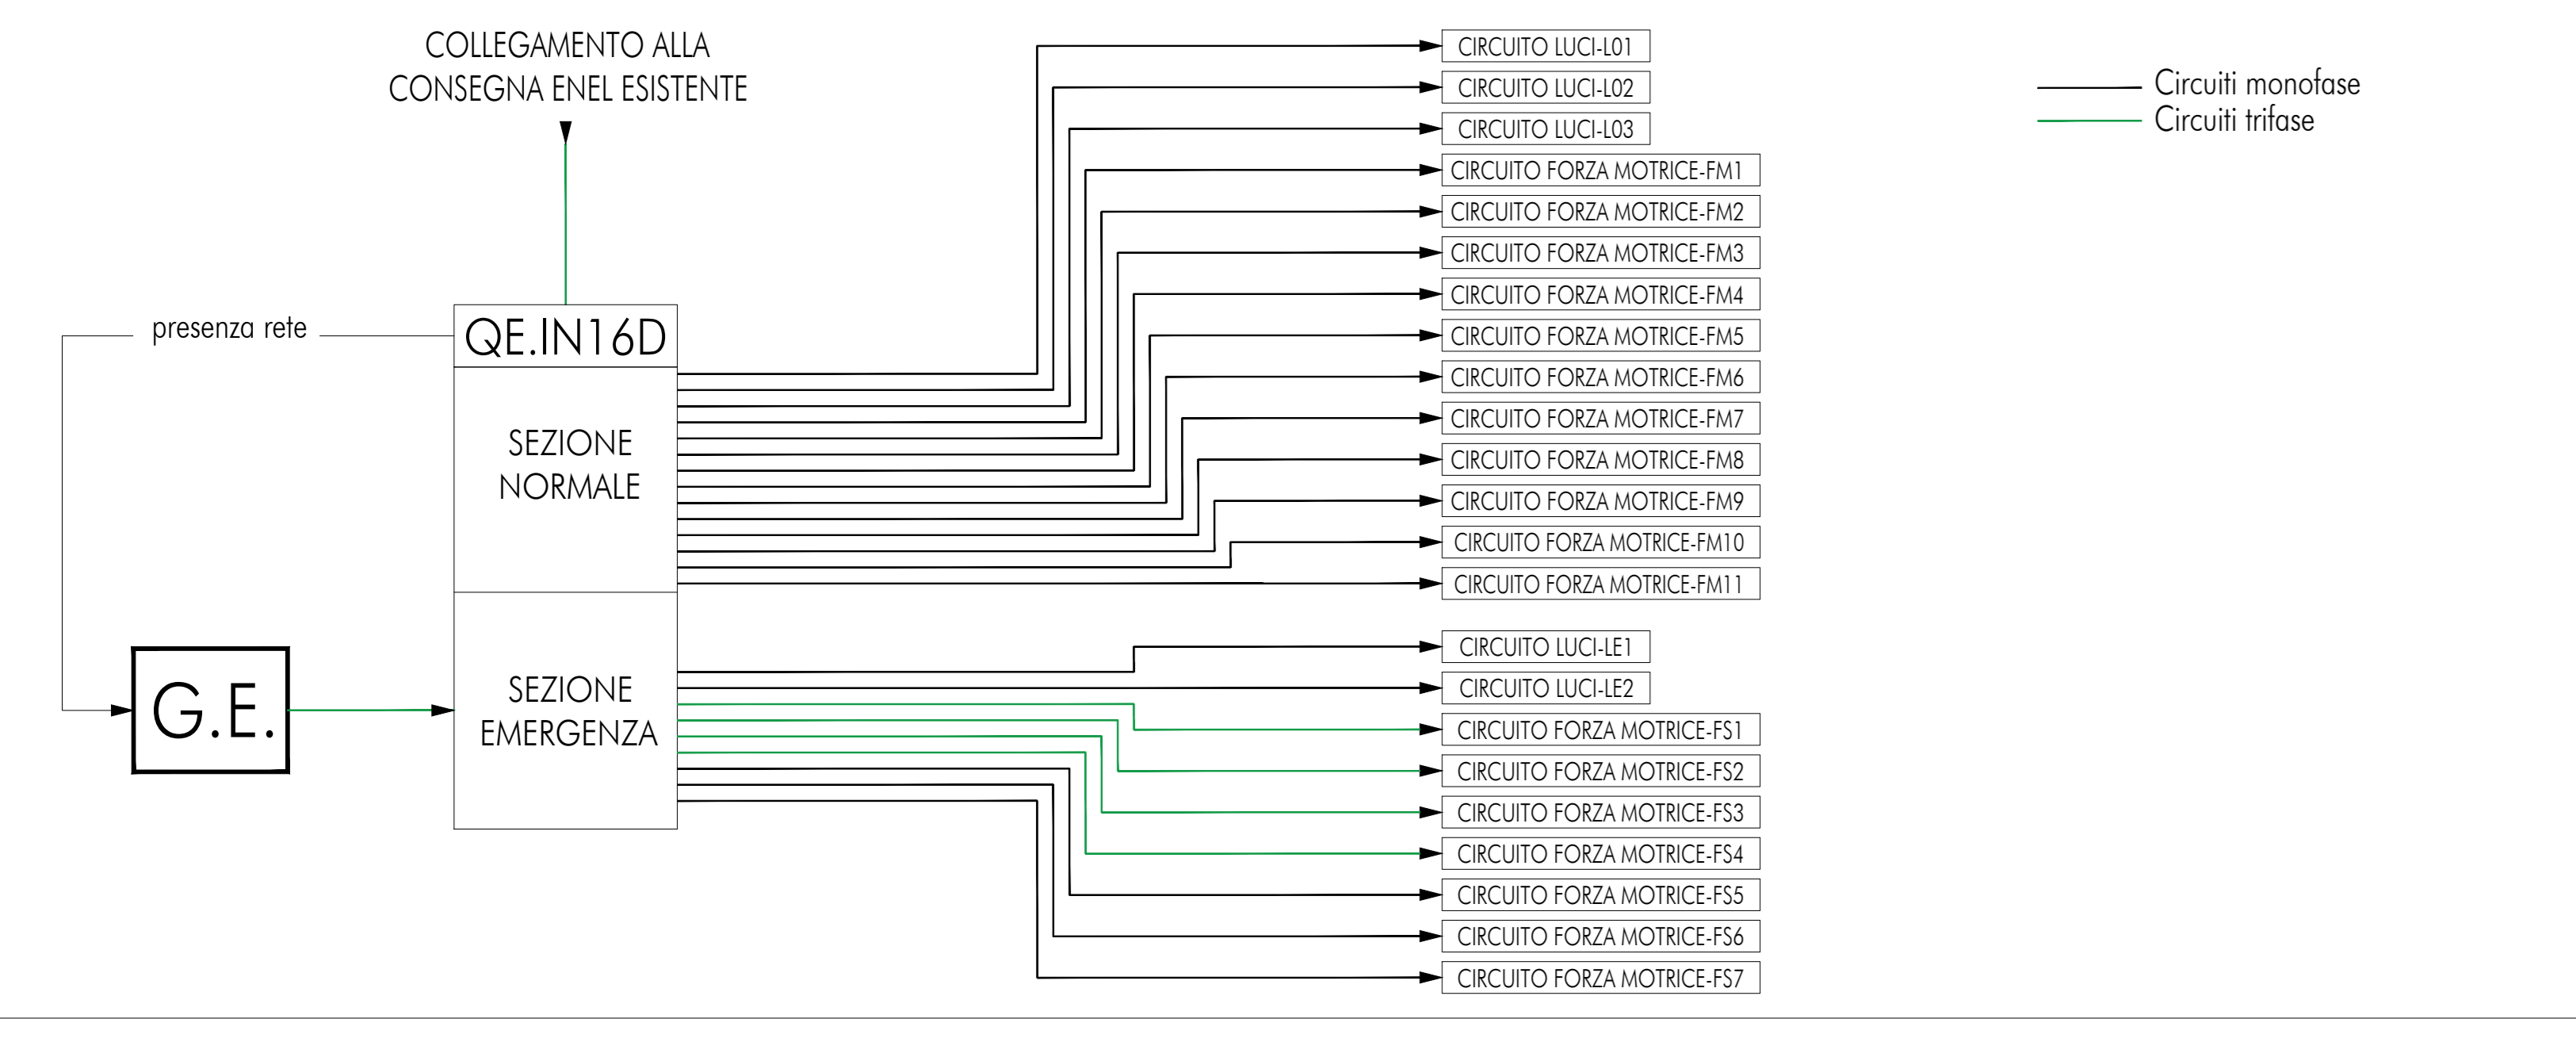 COLLEGAMENTO ALLA
CONSEGNA ENEL ESISTENTE
presenza rete
QE.IN16D
SEZIONE
NORMALE
G.E.
SEZIONE
EMERGENZA
CIRCUITO LUCI-L01
CIRCUITO LUCI-L02
CIRCUITO LUCI-L03
CIRCUITO FORZA MOTRICE-FM1
CIRCUITO FORZA MOTRICE-FM2
CIRCUITO FORZA MOTRICE-FM3
CIRCUITO FORZA MOTRICE-FM4
CIRCUITO FORZA MOTRICE-FM5
CIRCUITO FORZA MOTRICE-FM6
CIRCUITO FORZA MOTRICE-FM7
CIRCUITO FORZA MOTRICE-FM8
CIRCUITO FORZA MOTRICE-FM9
CIRCUITO FORZA MOTRICE-FM10
CIRCUITO FORZA MOTRICE-FM11
CIRCUITO LUCI-LE1
CIRCUITO LUCI-LE2
CIRCUITO FORZA MOTRICE-FS1
CIRCUITO FORZA MOTRICE-FS2
CIRCUITO FORZA MOTRICE-FS3
CIRCUITO FORZA MOTRICE-FS4
CIRCUITO FORZA MOTRICE-FS5
CIRCUITO FORZA MOTRICE-FS6
CIRCUITO FORZA MOTRICE-FS7
Circuiti monofase
Circuiti trifase